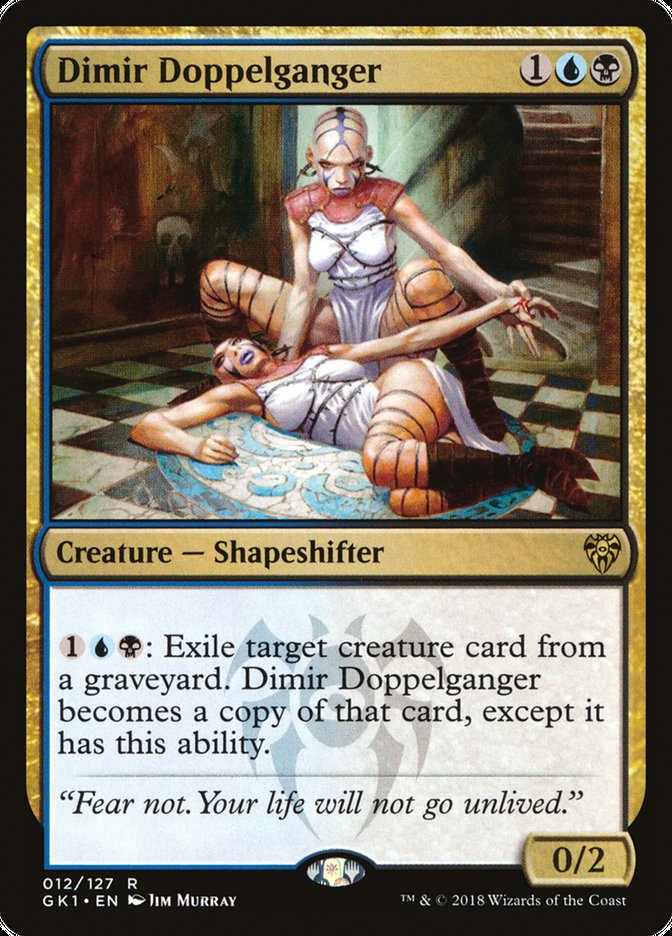 Dimir Doppelganger 1
Creature — Shapeshifter
1: Exile target creature card from
a graveyard. Dimir Doppelganger
becomes a copy of that card, except it
has this ability.
“Fear not. Your life will not go unlived.”
0/2
012/127 R
GK1 • EN Jim Murray ™ & © 2018 Wizards of the Coast